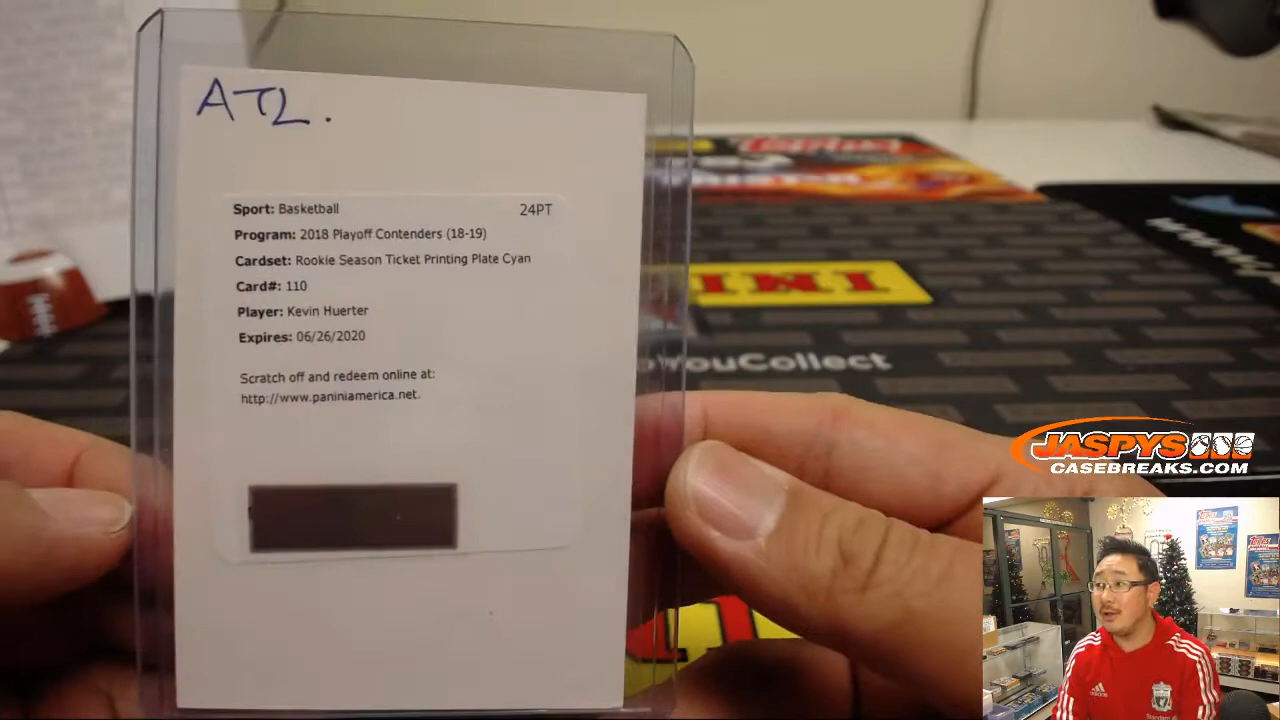 ATL.
Sport: Basketball 24PT
Program: 2018 Playoff Contenders (18-19)
Cardset: Rookie Season Ticket Printing Plate Cyan
Card#: 110
Player: Kevin Huerter
Expires: 06/26/2020
Scratch off and redeem online at:
http://www.paniniamerica.net.
YouCollect
JASPYS
CASEBREAKS.COM